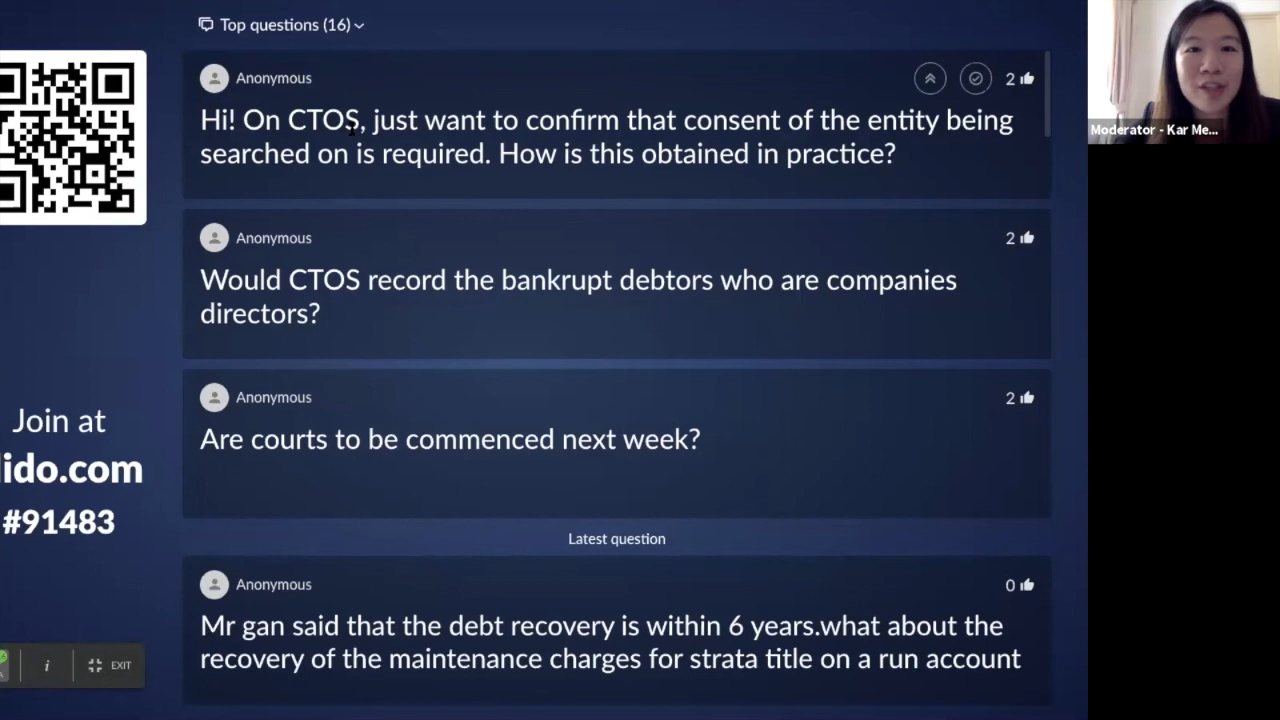 Top questions (16)
Anonymous
2
Hi! On CTOS, just want to confirm that consent of the entity being
searched on is required. How is this obtained in practice?
Anonymous
2
Would CTOS record the bankrupt debtors who are companies
directors?
Anonymous
2
Are courts to be commenced next week?
Latest question
Anonymous
0
Mr gan said that the debt recovery is within 6 years.what about the
recovery of the maintenance charges for strata title on a run account
Join at
lido.com
#91483
i
EXIT
Moderator - Kar Me...